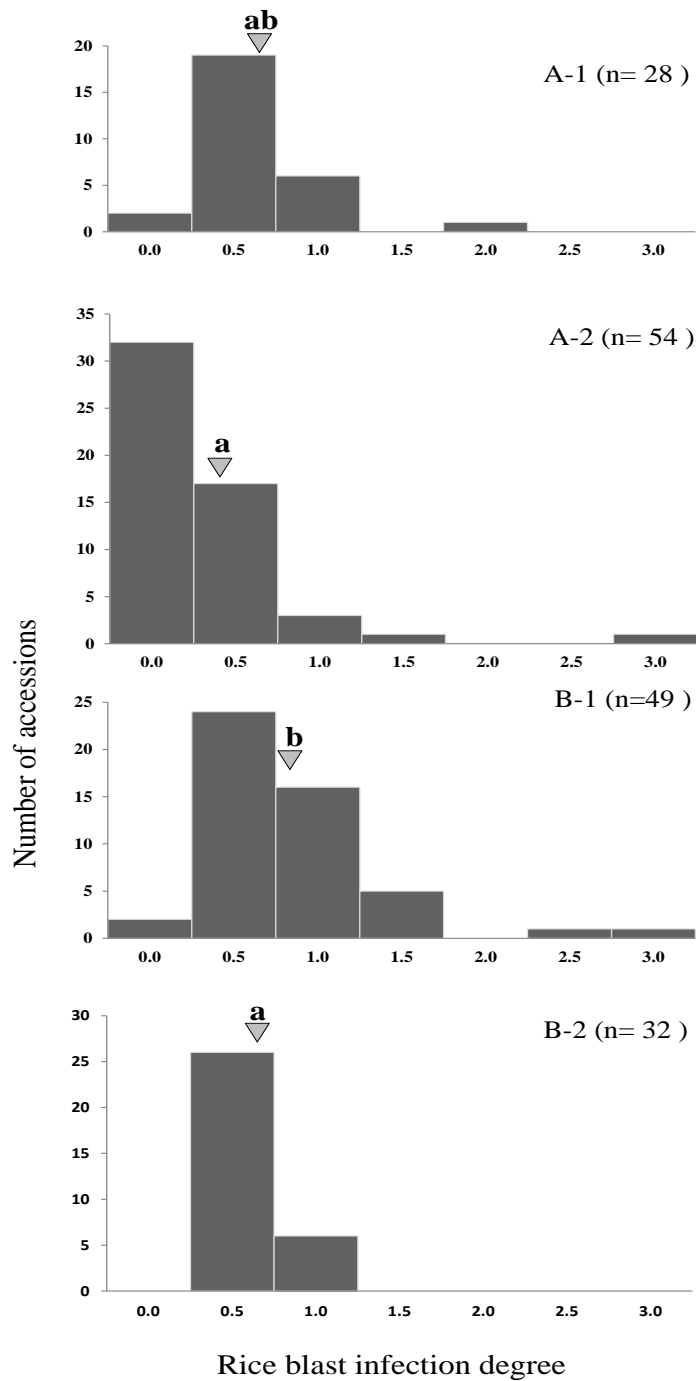 ab
20
A-1 (n= 28 )
15
10
5
0
0.0 0.5 1.0 1.5 2.0 2.5 3.0
35
A-2 (n= 54 )
30
25
a
20
15
10
5
0
0.0 0.5 1.0 1.5 2.0 2.5 3.0
Number of accessions
25
B-1 (n=49 )
b
20
15
10
5
0
0.0 0.5 1.0 1.5 2.0 2.5 3.0
a
30
B-2 (n= 32 )
25
20
15
10
5
0
0.0 0.5 1.0 1.5 2.0 2.5 3.0
Rice blast infection degree